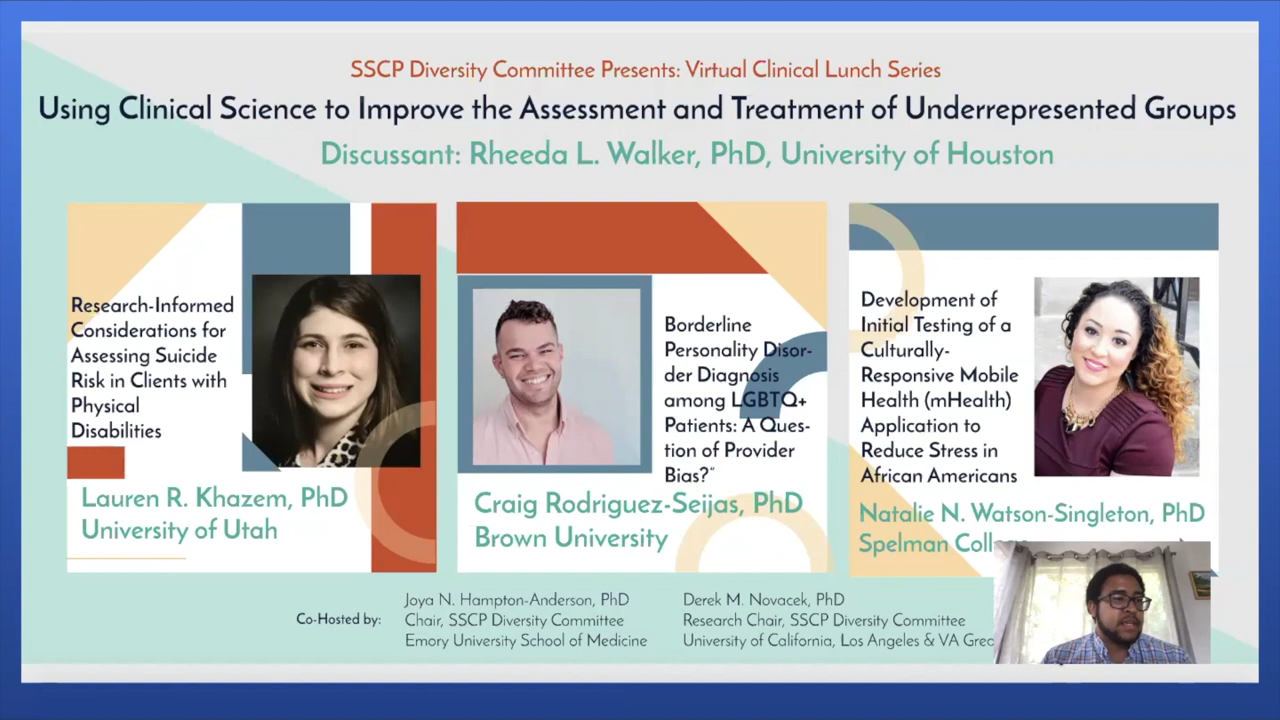 SSCP Diversity Committee Presents: Virtual Clinical Lunch Series
Using Clinical Science to Improve the Assessment and Treatment of Underrepresented Groups
Discussant: Rheeda L. Walker, PhD, University of Houston
Research-Informed
Considerations for
Assessing Suicide
Risk in Clients with
Physical
Disabilities
Lauren R. Khazem, PhD
University of Utah
Borderline
Personality Disor-
der Diagnosis
among LGBTQ+
Patients: A Ques-
tion of Provider
Bias?"
Craig Rodriguez-Seijas, PhD
Brown University
Development of
Initial Testing of a
Culturally-
Responsive Mobile
Health (mHealth)
Application to
Reduce Stress in
African Americans
Natalie N. Watson-Singleton, PhD
Spelman
Co-Hosted by:
Joya N. Hampton-Anderson, PhD
Chair, SSCP Diversity Committee
Emory University School of Medicine
Derek M. Novacek, PhD
Research Chair, SSCP Diversity Committee
University of California, Los Angeles & VA